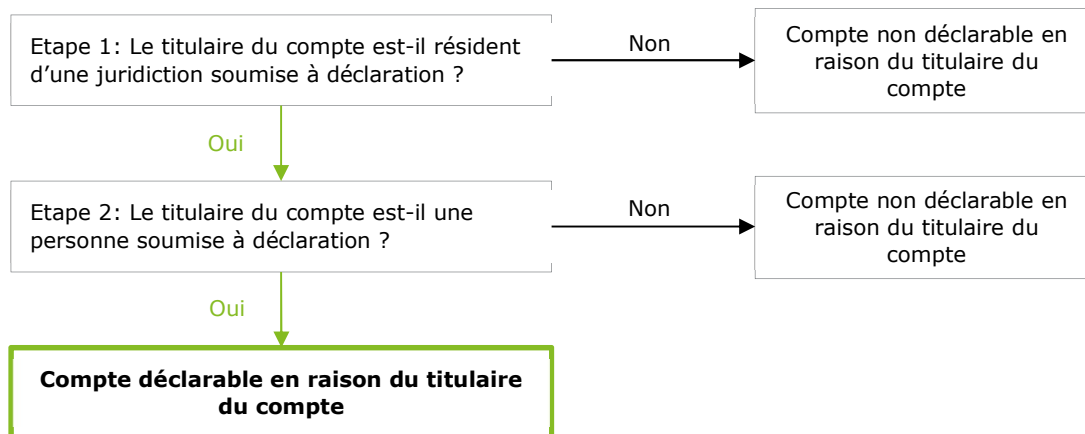 Etape 1: Le titulaire du compte est-il résident
d'une juridiction soumise à déclaration ?
Non
Compte non déclarable en
raison du titulaire du
compte
Oui
Etape 2: Le titulaire du compte est-il une
personne soumise à déclaration ?
Non
Compte non déclarable en
raison du titulaire du
compte
Oui
Compte déclarable en raison du titulaire
du compte